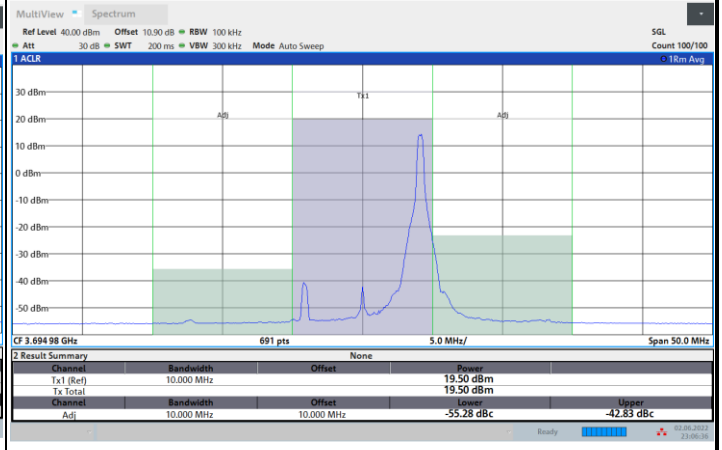 MultiView Spectrum
Ref Level 40.00 dBm Offset 10.90 dB RBW 100 kHz SGL
Att 30 dB SWT 200 ms VBW 300 kHz Mode Auto Sweep Count 100/100
1 ACLR 1Rm Avg
30 dBm
Tx1
20 dBm Adj Adj
10 dBm
0 dBm
-10 dBm
-20 dBm
-30 dBm
-40 dBm
-50 dBm
CF 3.694 98 GHz 691 pts 5.0 MHz/ Span 50.0 MHz
2 Result Summary None
Channel Bandwidth Offset Power
Tx1 (Ref) 10.000 MHz 19.50 dBm
Tx Total 19.50 dBm
Channel Bandwidth Offset Lower Upper
Adj 10.000 MHz 10.000 MHz -55.28 dBc -42.83 dBc
Ready 02.08.2022
23:06:36